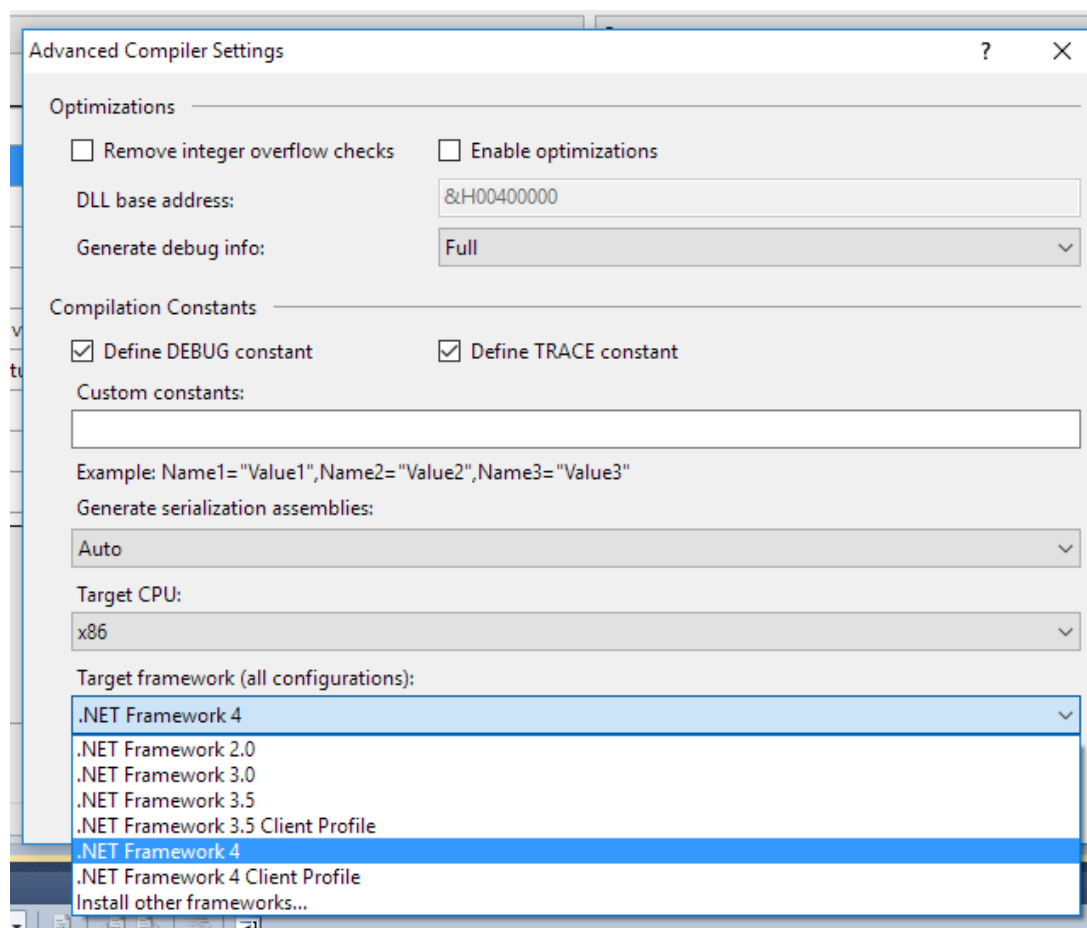 Advanced Compiler Settings ?
Optimizations
Remove integer overflow checks Enable optimizations
DLL base address: &H00400000
Generate debug info: Full
Compilation Constants
Define DEBUG constant Define TRACE constant
Custom constants:
Example: Name1="Value1",Name2="Value2",Name3="Value3"
Generate serialization assemblies:
Auto
Target CPU:
x86
Target framework (all configurations):
.NET Framework 4
.NET Framework 2.0
.NET Framework 3.0
.NET Framework 3.5
.NET Framework 3.5 Client Profile
.NET Framework 4
.NET Framework 4 Client Profile
Install other frameworks...